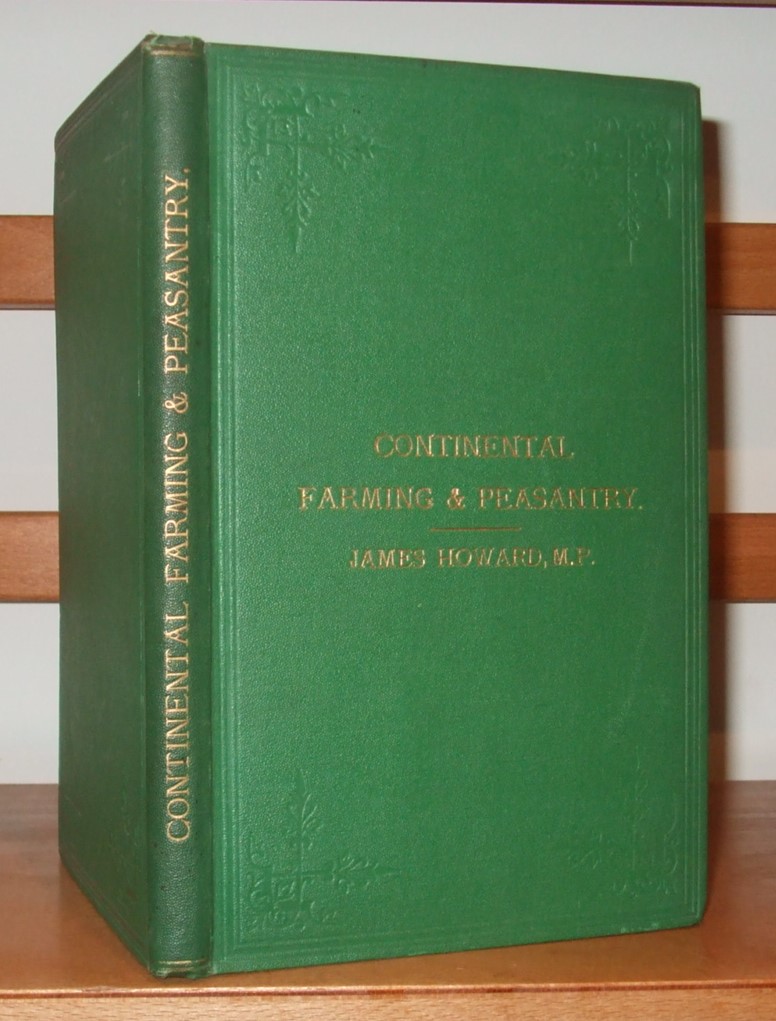 CONTINENTAL FARMING & PEASANTRY.
CONTINENTAL
FARMING & PEASANTRY.
JAMES HOWARD, M.P.